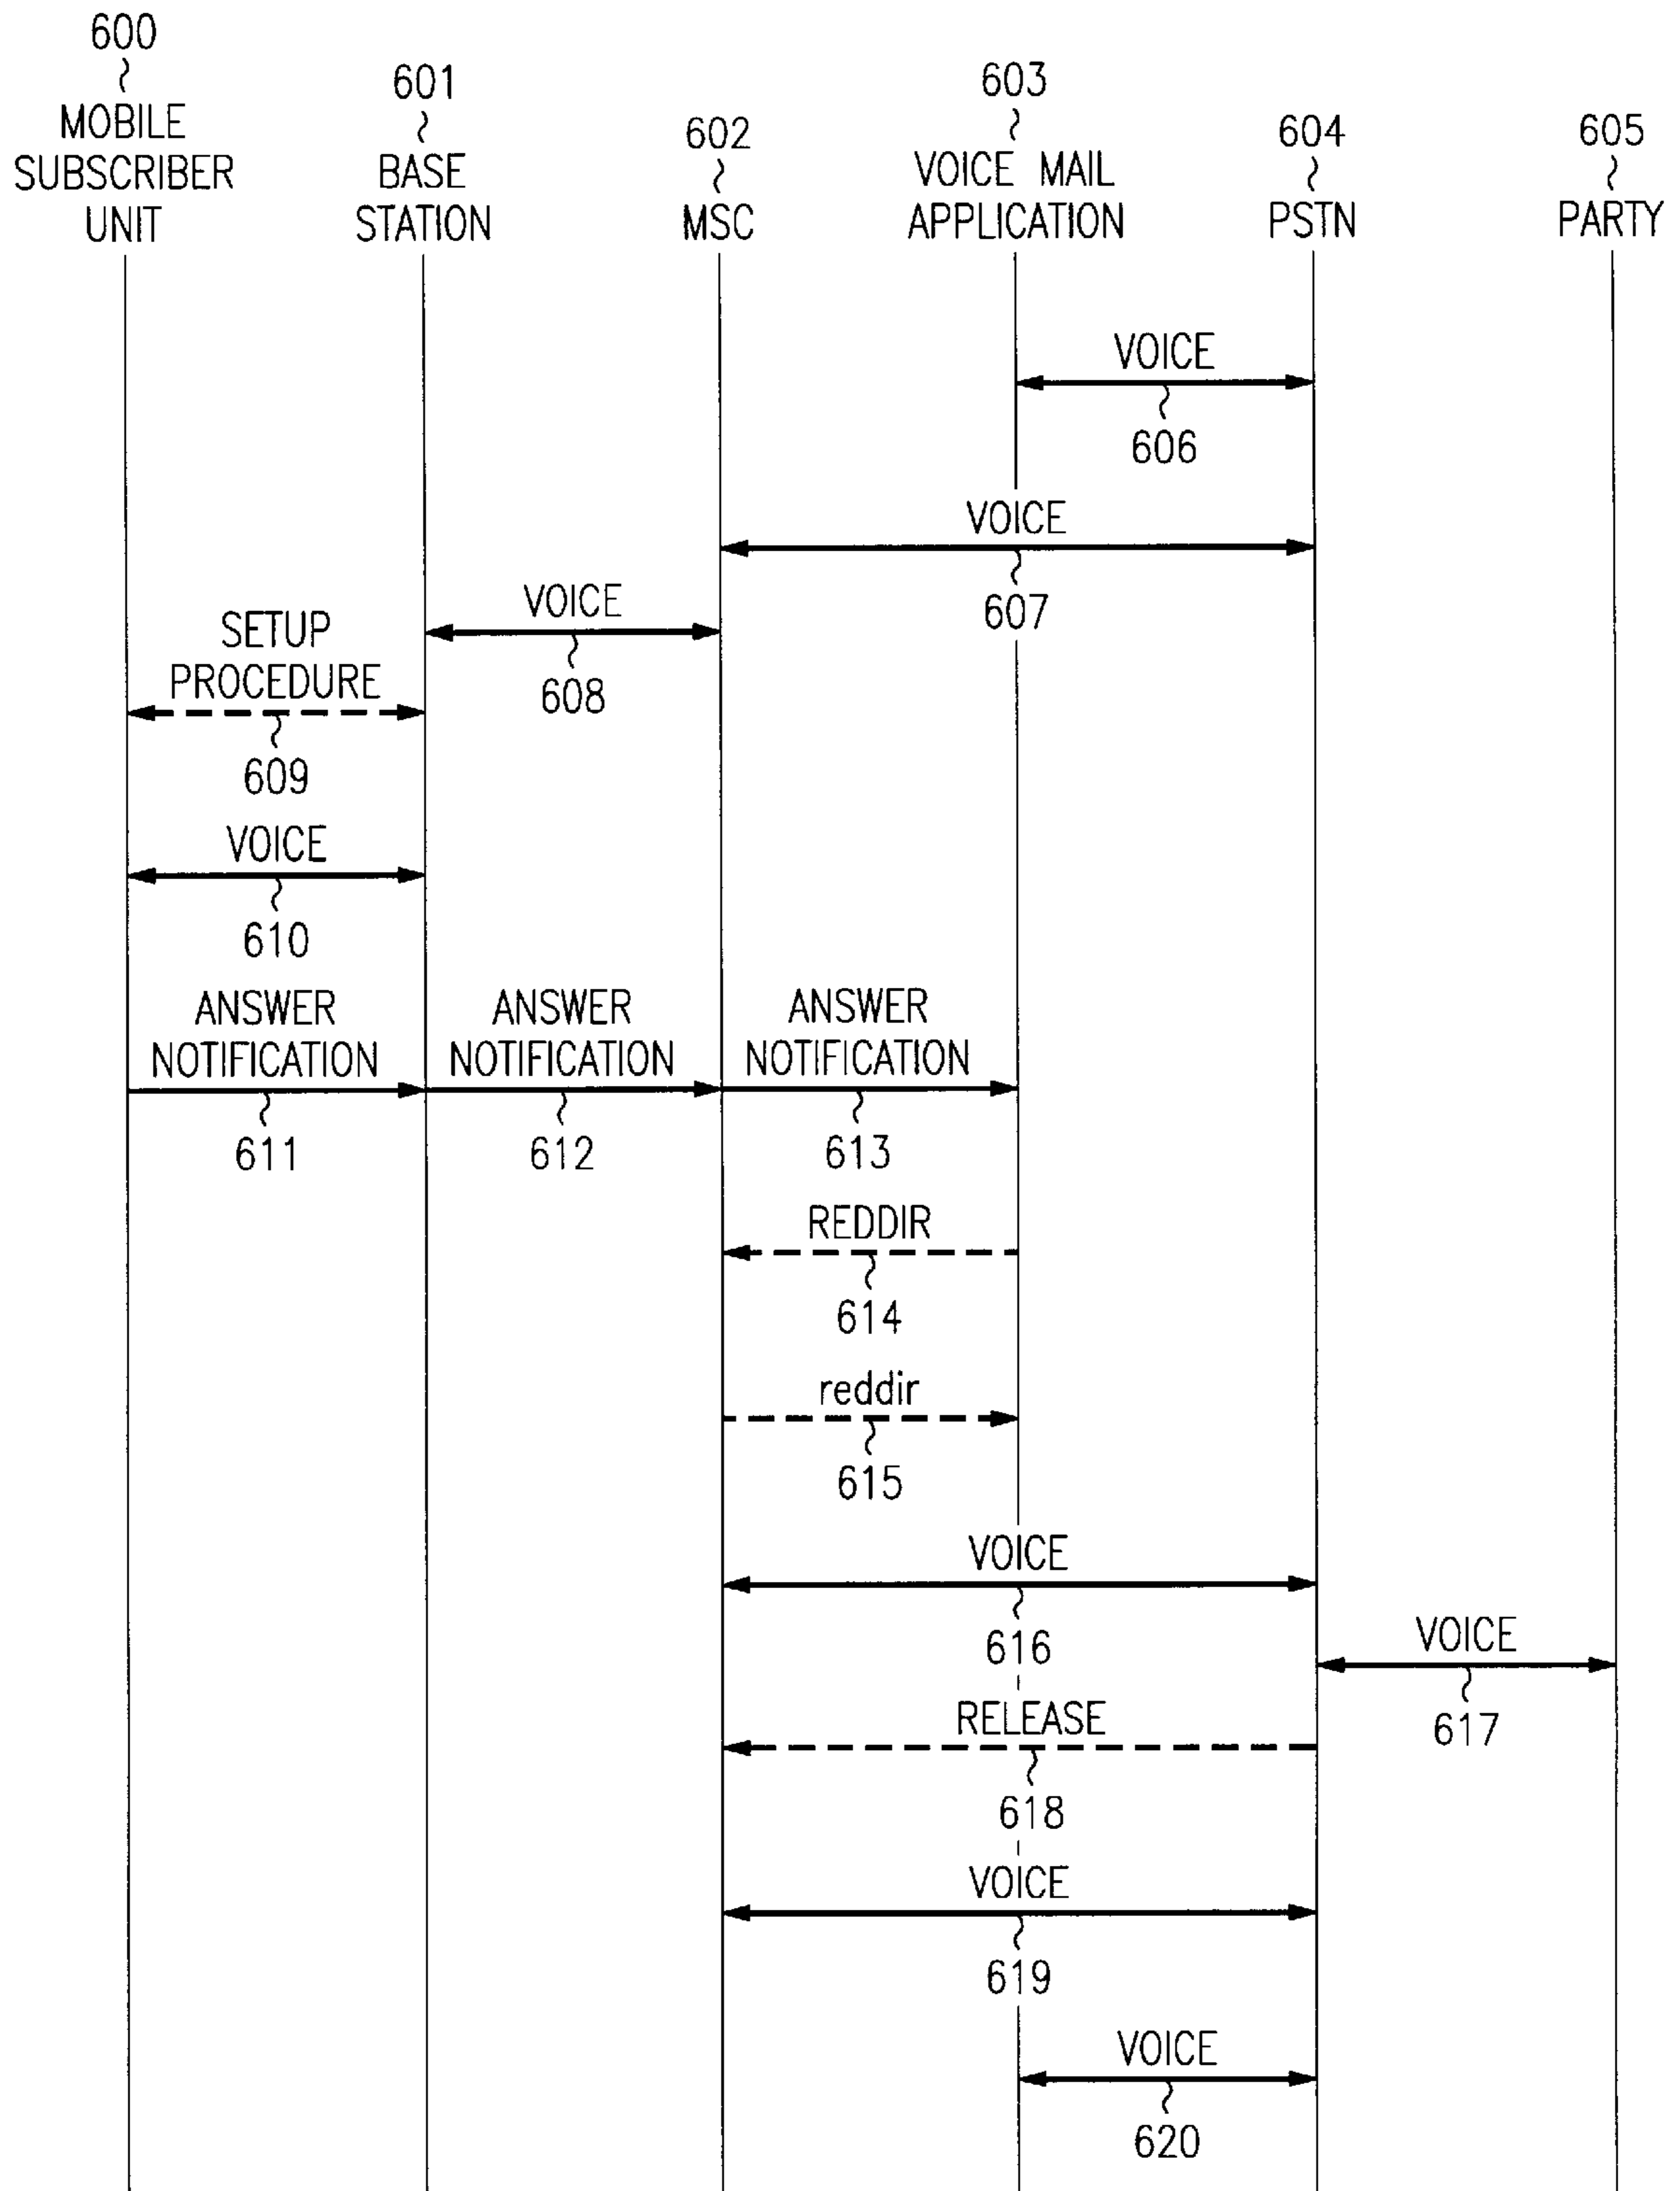 600
MOBILE
SUBSCRIBER
UNIT
601
BASE
STATION
602
MSC
603
VOICE MAIL
APPLICATION
604
PSTN
605
PARTY
VOICE
606
VOICE
607
VOICE
608
SETUP
PROCEDURE
609
VOICE
610
ANSWER
NOTIFICATION
611
ANSWER
NOTIFICATION
612
ANSWER
NOTIFICATION
613
REDDIR
614
reddir
615
VOICE
616
VOICE
617
RELEASE
618
VOICE
619
VOICE
620